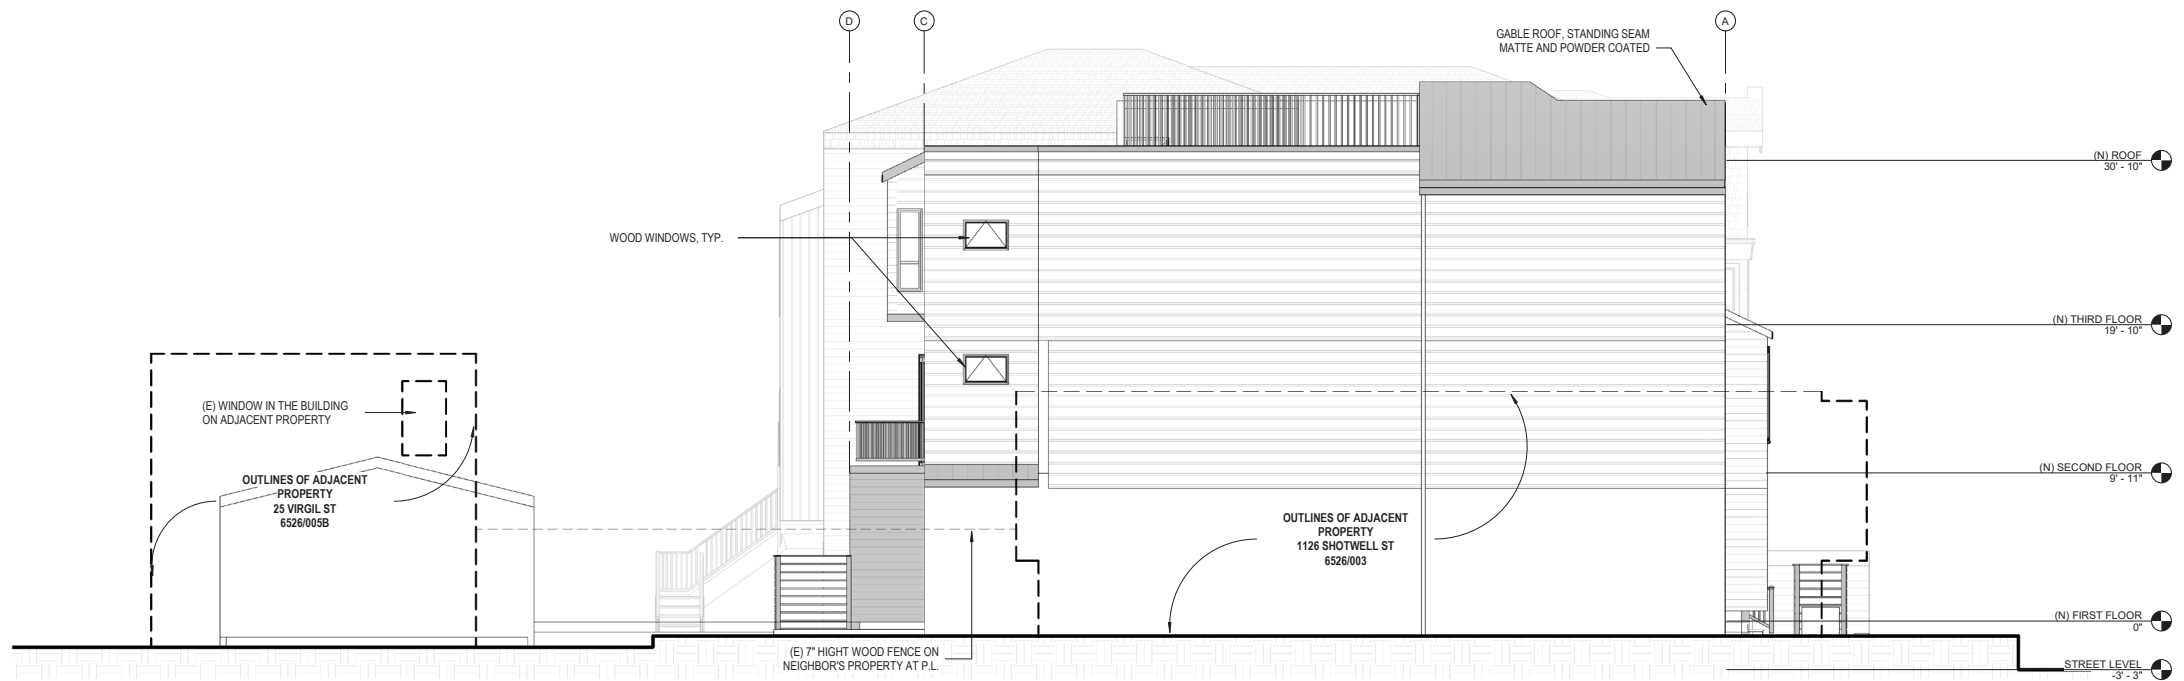 D
C
A
GABLE ROOF, STANDING SEAM
MATTE AND POWDER COATED
(N) ROOF
30' - 10"
WOOD WINDOWS, TYP.
(N) THIRD FLOOR
19' - 10"
(E) WINDOW IN THE BUILDING
ON ADJACENT PROPERTY
(N) SECOND FLOOR
9' - 11"
OUTLINES OF ADJACENT
PROPERTY
25 VIRGIL ST
6526/005B
OUTLINES OF ADJACENT
PROPERTY
1126 SHOTWELL ST
6526/003
(N) FIRST FLOOR
0"
(E) 7" HIGHT WOOD FENCE ON
NEIGHBOR'S PROPERTY AT P.L.
STREET LEVEL
-3' - 3"